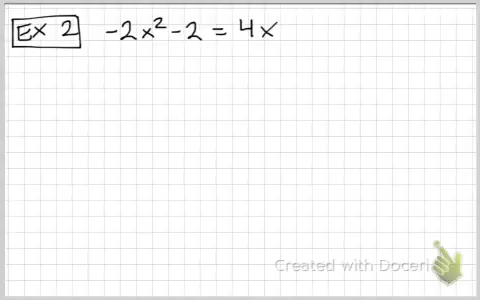 EX 2 -2x² - 2 = 4x
Created with Doceri